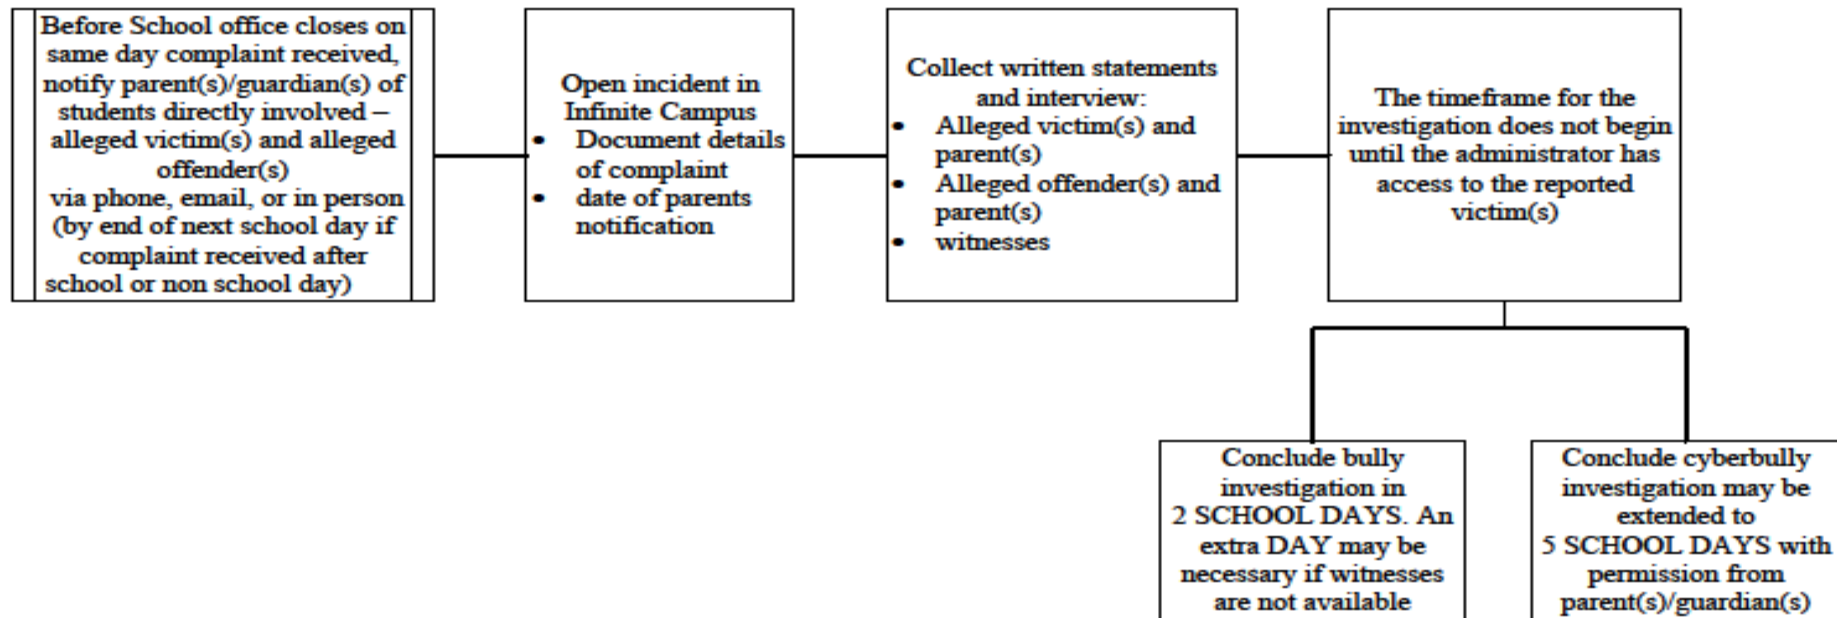 Before School office closes on
same day complaint received,
notify parent(s)/guardian(s) of
students directly involved –
alleged victim(s) and alleged
offender(s)
via phone, email, or in person
(by end of next school day if
complaint received after
school or non school day)
Open incident in
Infinite Campus
• Document details
of complaint
• date of parents
notification
Collect written statements
and interview:
• Alleged victim(s) and
parent(s)
• Alleged offender(s) and
parent(s)
• witnesses
The timeframe for the
investigation does not begin
until the administrator has
access to the reported
victim(s)
Conclude bully
investigation in
2 SCHOOL DAYS. An
extra DAY may be
necessary if witnesses
are not available
Conclude cyberbully
investigation may be
extended to
5 SCHOOL DAYS with
permission from
parent(s)/guardian(s)